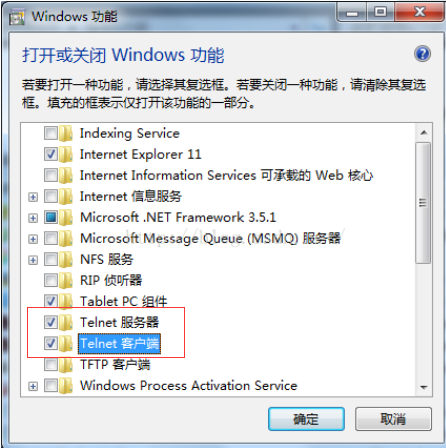 Windows 功能
打开或关闭 Windows 功能
若要打开一种功能，请选择其复选框。若要关闭一种功能，请清除其复选
框。填充的框表示仅打开该功能的一部分。
Indexing Service
Internet Explorer 11
Internet Information Services 可承载的 Web 核心
Internet 信息服务
Microsoft .NET Framework 3.5.1
Microsoft Message Queue (MSMQ) 服务器
NFS 服务
RIP 侦听器
Tablet PC 组件
Telnet 服务器
Telnet 客户端
TFTP 客户端
Windows Process Activation Service
确定
取消